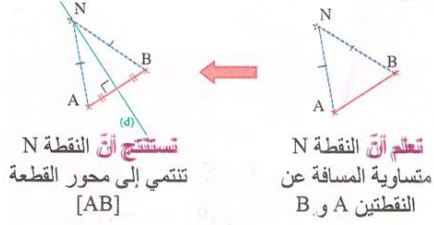 N
B
A
نعلم أنّ النقطة N
متساوية المسافة عن
النقطتين A و B
N
B
A
(d)
نستنتج أنّ النقطة N
تنتمي إلى محور القطعة
[AB]